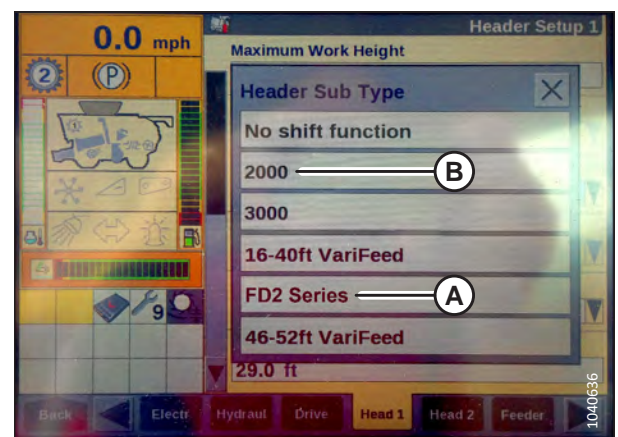 0.0 mph
Header Setup 1
2
P
Maximum Work Height
Header Sub Type
No shift function
2000
B
3000
16-40ft VariFeed
FD2 Series
A
9
46-52ft VariFeed
29.0 ft
Back
Electr
Hydraul
Drive
Head 1
Head 2
Feeder
1040636